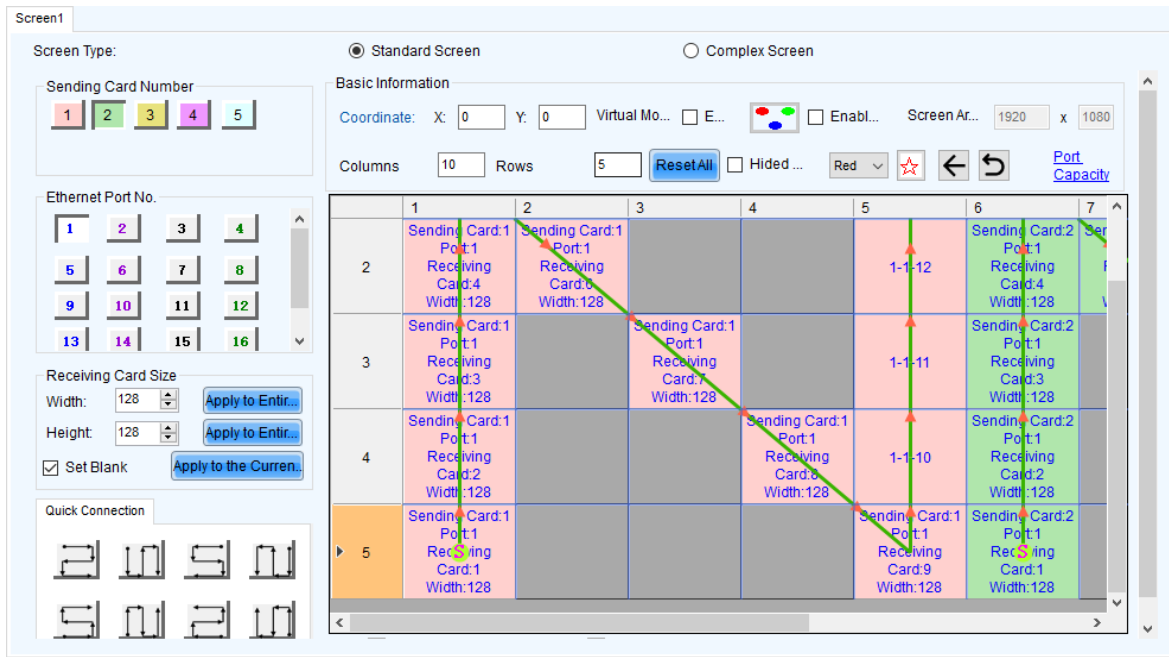 Screen1
Screen Type:
Standard Screen
Complex Screen
Sending Card Number
1 2 3 4 5
Basic Information
Coordinate: X: 0 Y: 0 Virtual Mo... E... Enabl... Screen Ar... 1920 x 1080
Columns 10 Rows 5 Reset All Hided ... Red
Port
Capacity
Ethernet Port No.
1 2 3 4
5 6 7 8
9 10 11 12
13 14 15 16
Receiving Card Size
Width: 128 Apply to Entir...
Height: 128 Apply to Entir...
Set Blank Apply to the Curren...
Quick Connection
1 2 3 4 5 6 7
2
Sending Card:1
Port:1
Receiving
Card:4
Width:128
Sending Card:1
Port:1
Receiving
Card:6
Width:128
1-1-12
Sending Card:2
Port:1
Receiving
Card:4
Width:128
3
Sending Card:1
Port:1
Receiving
Card:3
Width:128
Sending Card:1
Port:1
Receiving
Card:7
Width:128
1-1-11
Sending Card:2
Port:1
Receiving
Card:3
Width:128
4
Sending Card:1
Port:1
Receiving
Card:2
Width:128
Sending Card:1
Port:1
Receiving
Card:8
Width:128
1-1-10
Sending Card:2
Port:1
Receiving
Card:2
Width:128
5
Sending Card:1
Port:1
Receiving
Card:1
Width:128
S
Sending Card:1
Port:1
Receiving
Card:9
Width:128
Sending Card:2
Port:1
Receiving
Card:1
Width:128
S